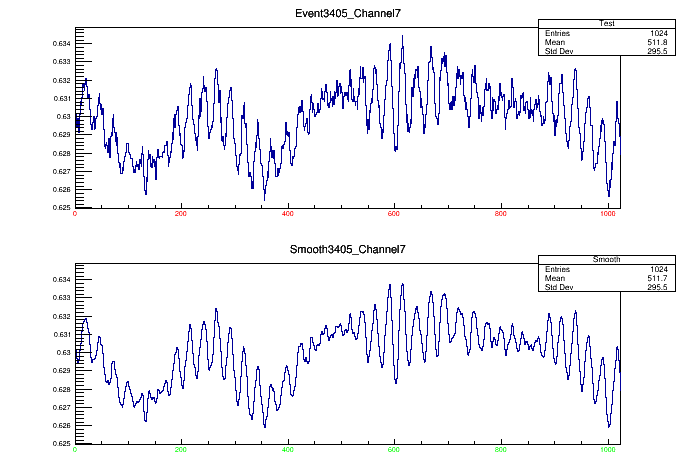 Event3405_Channel7
Test
Entries 1024
Mean 511.8
Std Dev 295.5
0.634
0.633
0.632
0.631
0.63
0.629
0.628
0.627
0.626
0.625
0 200 400 600 800 1000
Smooth3405_Channel7
Smooth
Entries 1024
Mean 511.7
Std Dev 295.5
0.634
0.633
0.632
0.631
0.63
0.629
0.628
0.627
0.626
0.625
0 200 400 600 800 1000